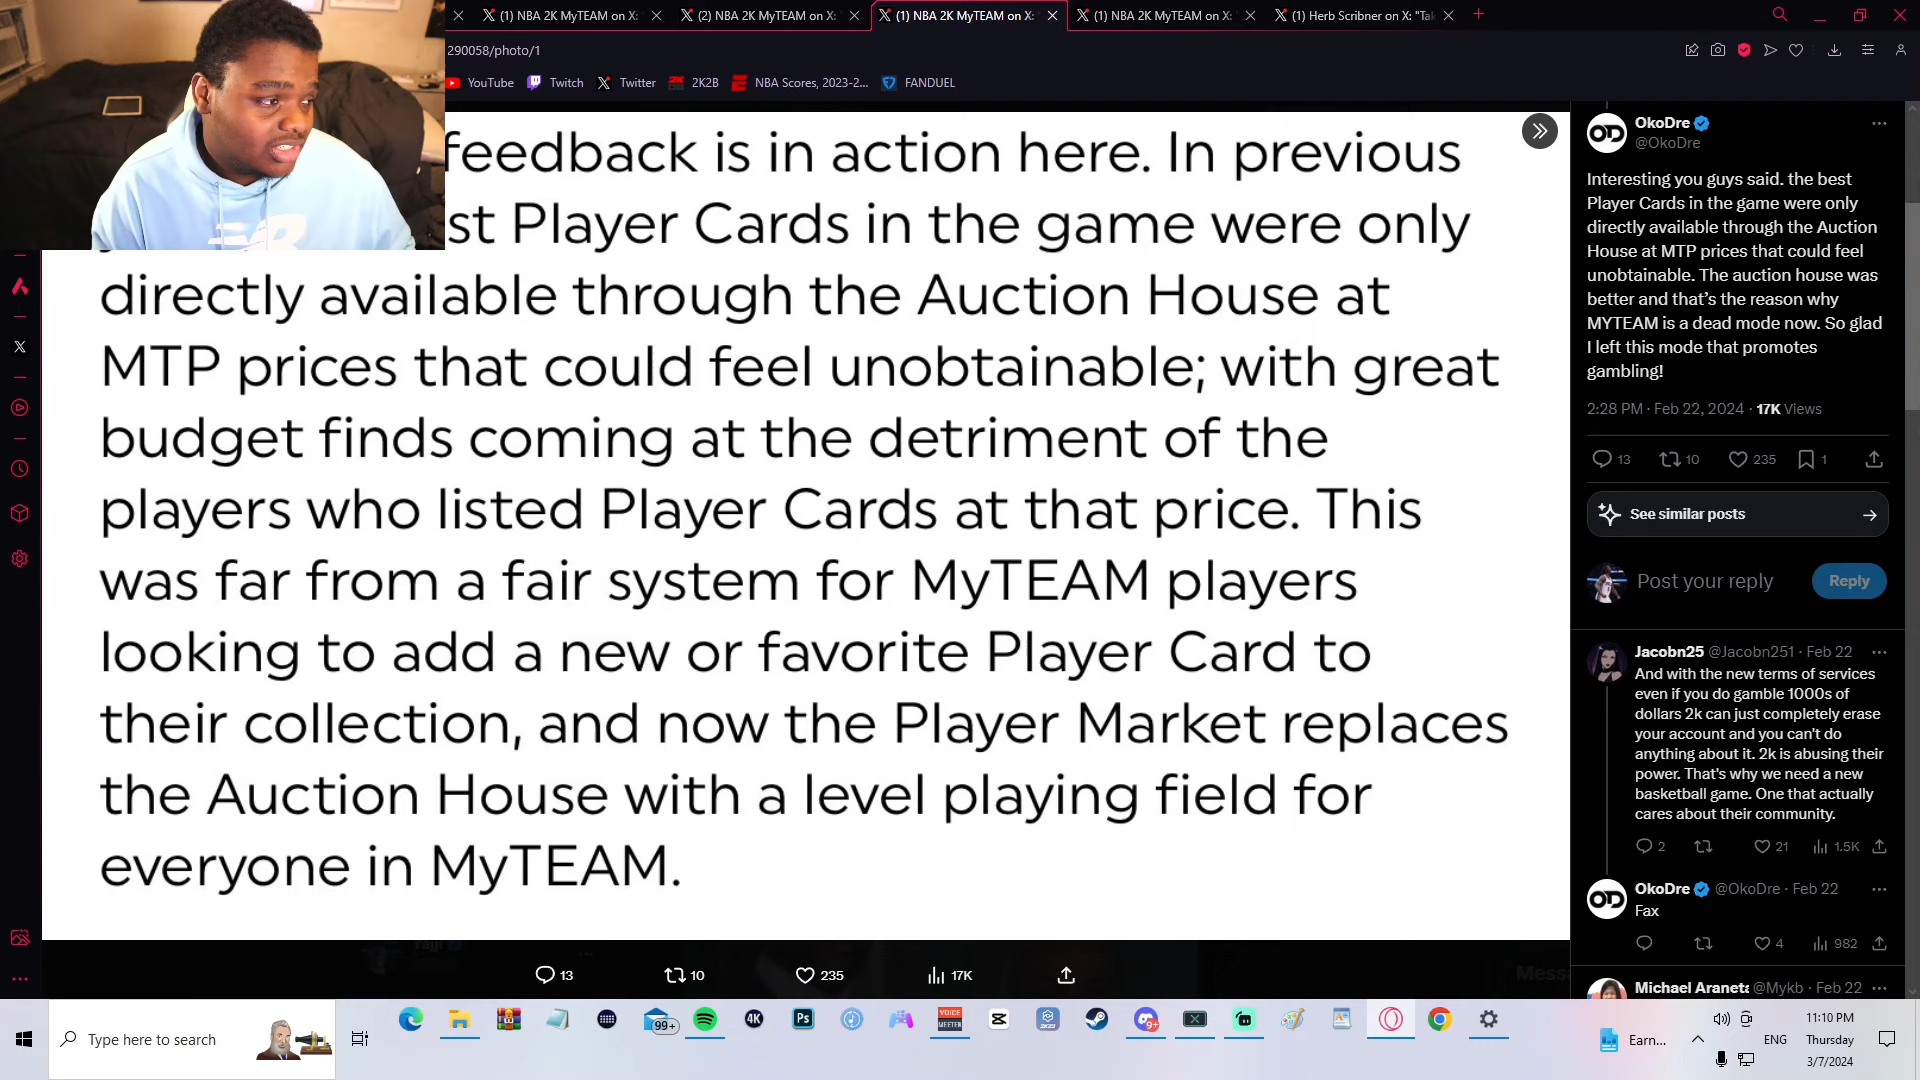 (1) NBA 2K MyTEAM on X:
(2) NBA 2K MyTEAM on X:
(1) NBA 2K MyTEAM on X:
(1) NBA 2K MyTEAM on X:
(1) Herb Scribner on X: "Tak
290058/photo/1
YouTube
Twitch
Twitter
2K2B
NBA Scores, 2023-2...
FANDUEL
feedback is in action here. In previous
st Player Cards in the game were only
directly available through the Auction House at
MTP prices that could feel unobtainable; with great
budget finds coming at the detriment of the
players who listed Player Cards at that price. This
was far from a fair system for MyTEAM players
looking to add a new or favorite Player Card to
their collection, and now the Player Market replaces
the Auction House with a level playing field for
everyone in MyTEAM.
13
10
235
17K
OkoDre
@OkoDre
Interesting you guys said. the best
Player Cards in the game were only
directly available through the Auction
House at MTP prices that could feel
unobtainable. The auction house was
better and that's the reason why
MYTEAM is a dead mode now. So glad
I left this mode that promotes
gambling!
2:28 PM · Feb 22, 2024 · 17K Views
13
10
235
1
See similar posts
Post your reply
Reply
Jacobn25 @Jacobn251 · Feb 22
And with the new terms of services
even if you do gamble 1000s of
dollars 2k can just completely erase
your account and you can't do
anything about it. 2k is abusing their
power. That's why we need a new
basketball game. One that actually
cares about their community.
2
21
1.5K
OkoDre @OkoDre · Feb 22
Fax
4
982
Michael Araneta @Mykb · Feb 22
Type here to search
99+
4K
Ps
VOICE
MEETER
2K23
9+
Earn...
ENG
11:10 PM
Thursday
3/7/2024